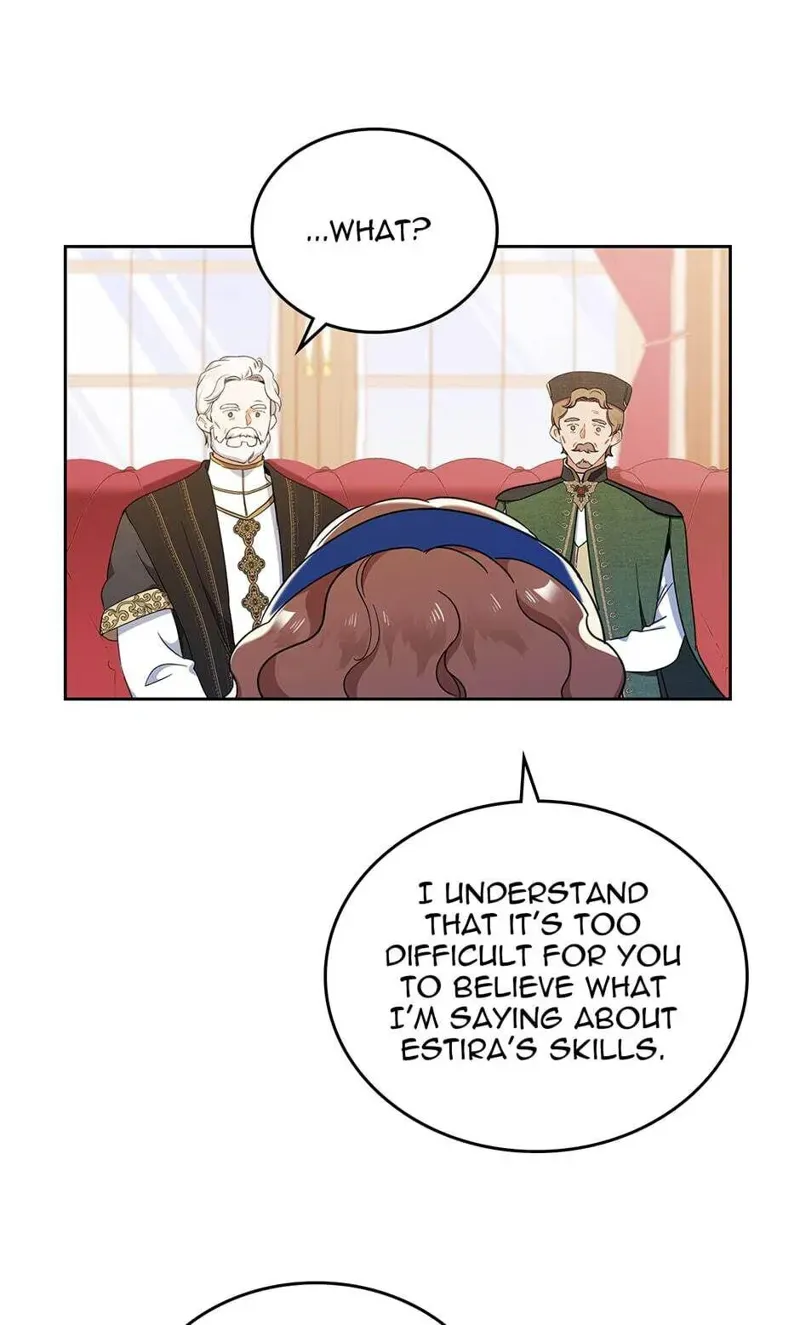 ...WHAT?
I UNDERSTAND
THAT IT'S TOO
DIFFICULT FOR YOU
TO BELIEVE WHAT
I'M SAYING ABOUT
ESTIRA'S SKILLS.